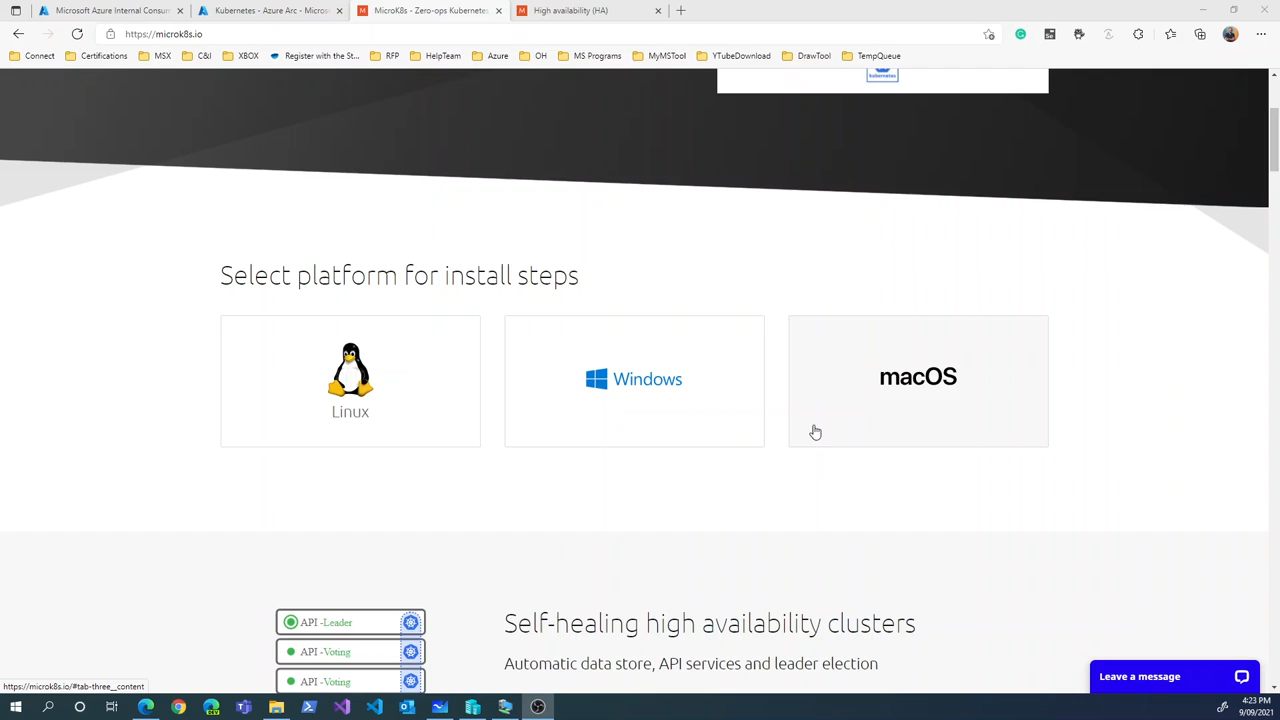 Microsoft Azure Internal Consum
Kubernetes - Azure Arc - Micros
MicroK8s - Zero-ops Kubernetes
High availability (HA)
https://microk8s.io
Connect
Certifications
MSX
C&I
XBOX
Register with the St...
RFP
HelpTeam
Azure
OH
MS Programs
MyMSTool
YTubeDownload
DrawTool
TempQueue
kubernetes
Select platform for install steps
Linux
Windows
macOS
API -Leader
API -Voting
API -Voting
Self-healing high availability clusters
Automatic data store, API services and leader election
Leave a message
https://microk8s.io/#tab-three__content
4:23 PM
9/09/2021